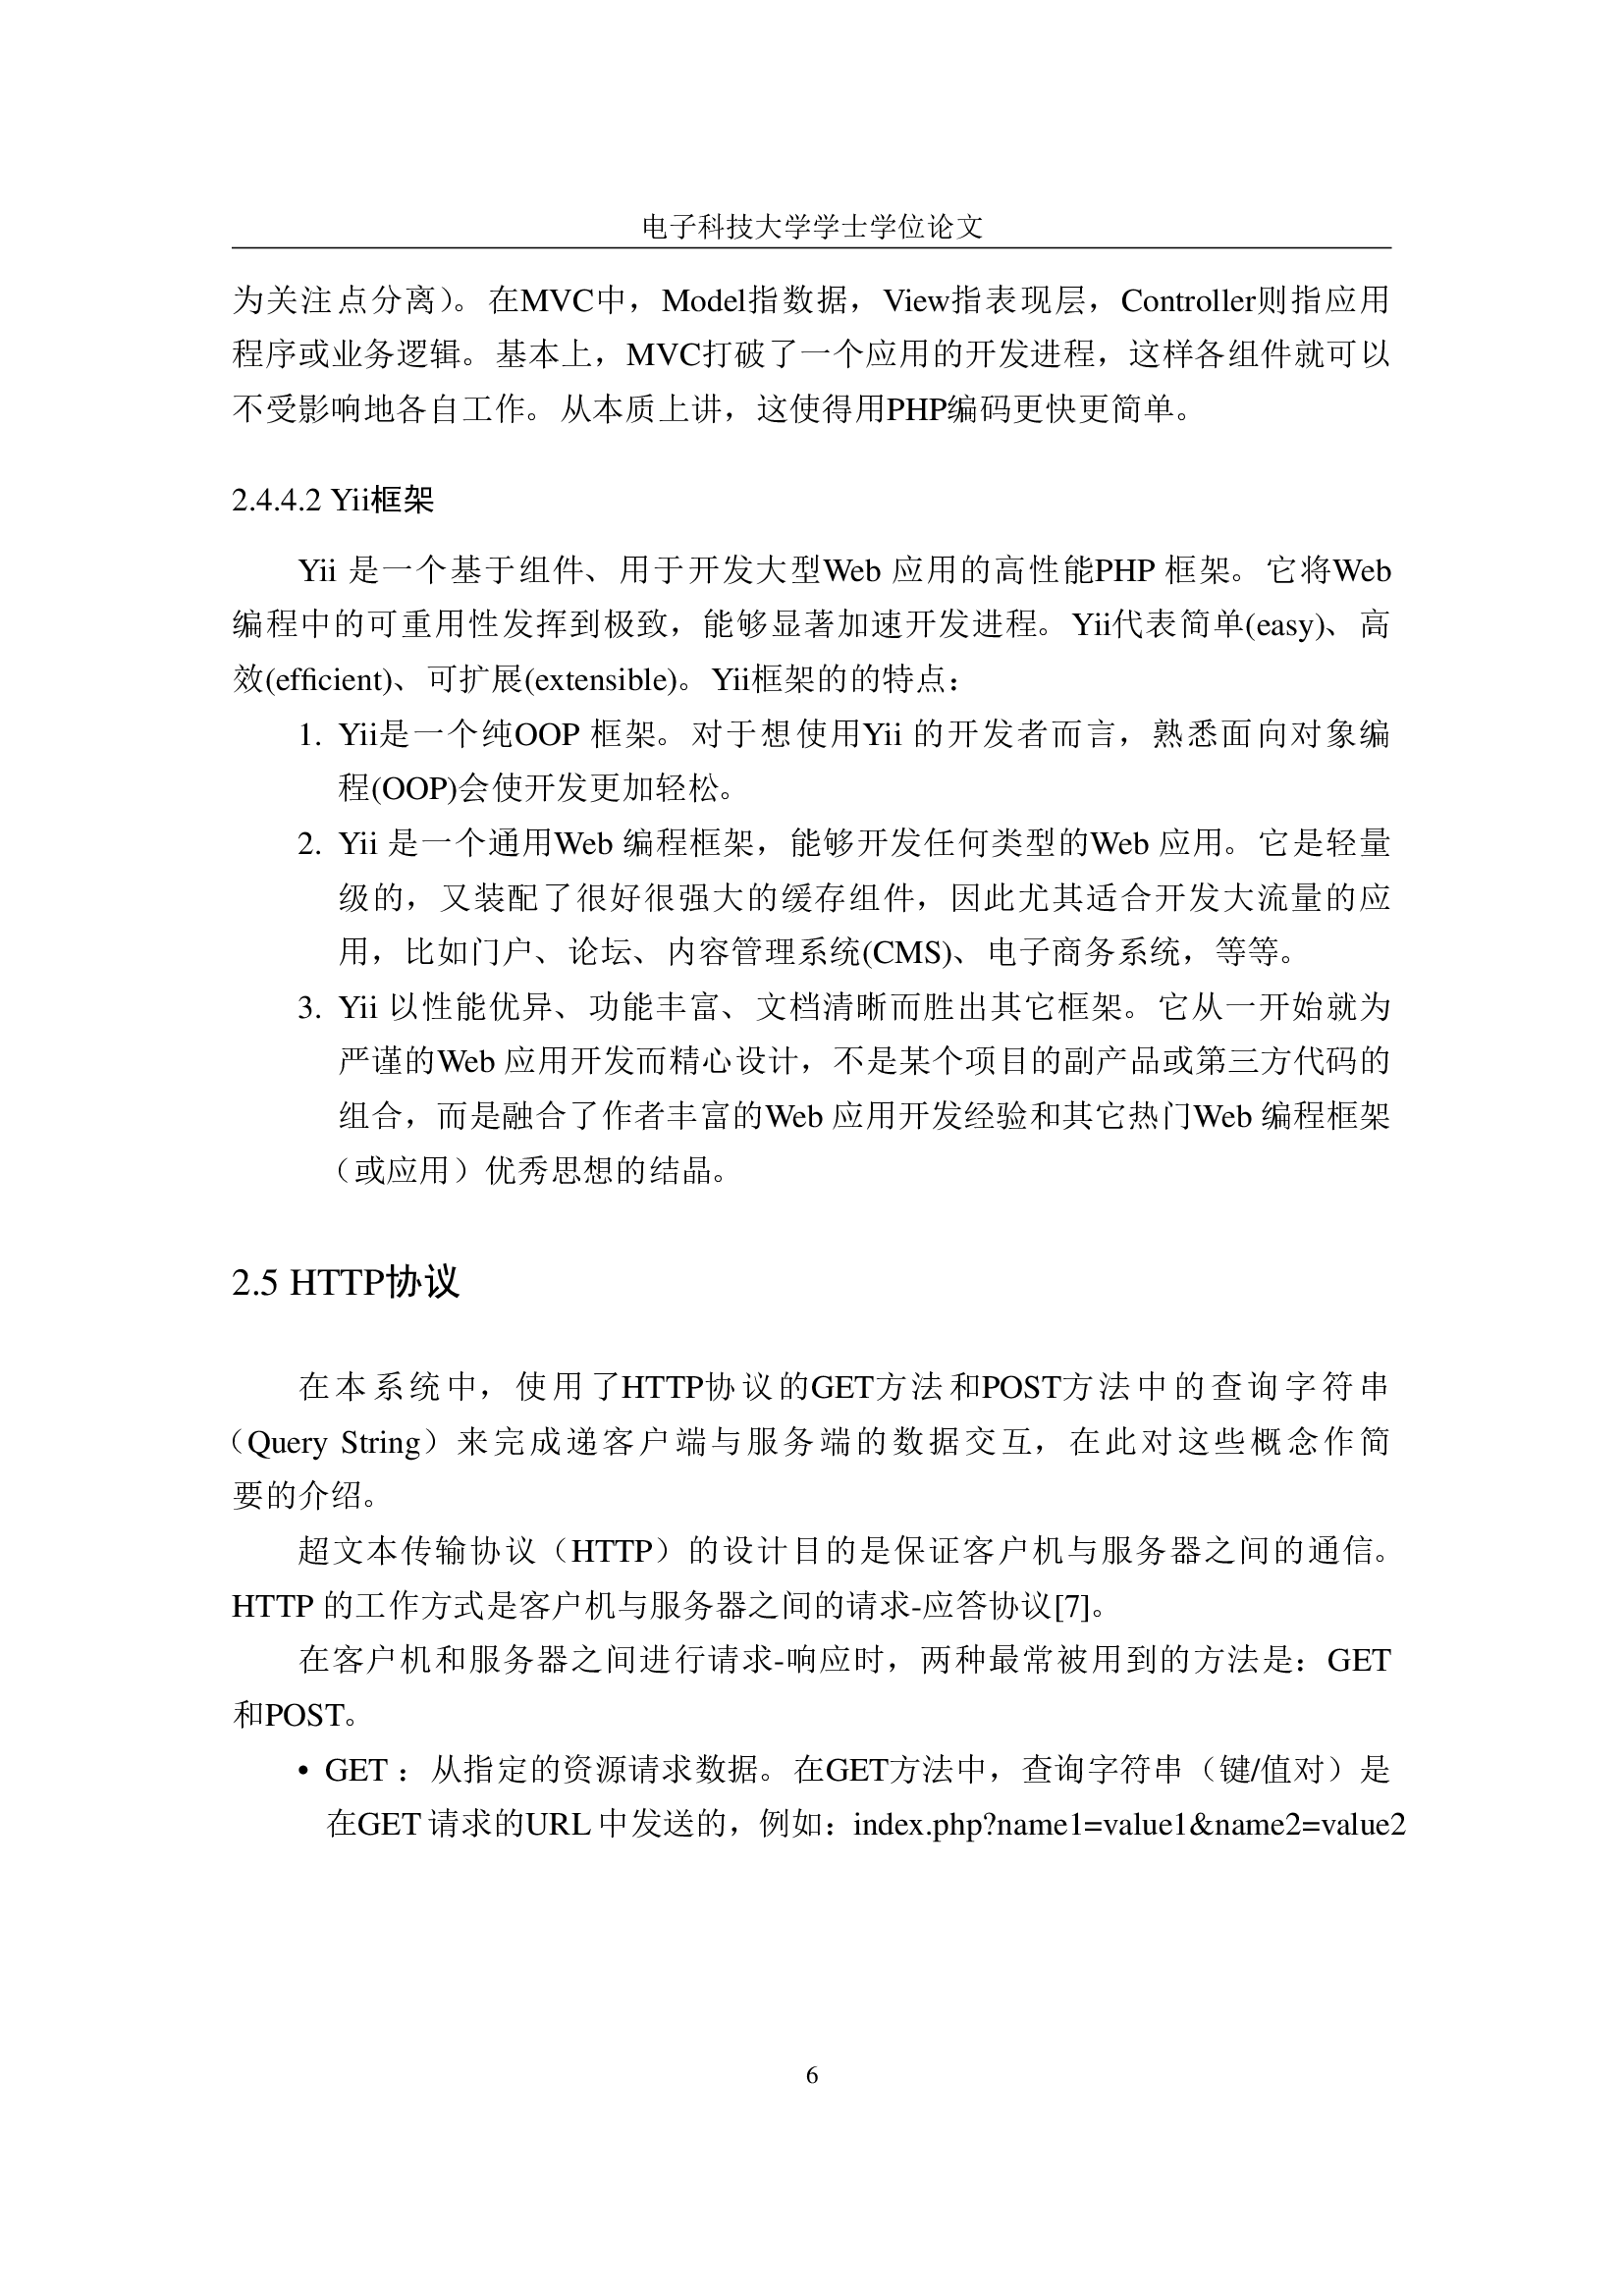 电子科技大学学士学位论文
为关注点分离）。在MVC中，Model指数据，View指表现层，Controller则指应用
程序或业务逻辑。基本上，MVC打破了一个应用的开发进程，这样各组件就可以
不受影响地各自工作。从本质上讲，这使得用PHP编码更快更简单。
2.4.4.2 Yii框架
Yii 是一个基于组件、用于开发大型Web 应用的高性能PHP 框架。它将Web
编程中的可重用性发挥到极致，能够显著加速开发进程。Yii代表简单(easy)、高
效(efficient)、可扩展(extensible)。Yii框架的的特点：
1. Yii是一个纯OOP 框架。对于想使用Yii 的开发者而言，熟悉面向对象编
程(OOP)会使开发更加轻松。
2. Yii 是一个通用Web 编程框架，能够开发任何类型的Web 应用。它是轻量
级的，又装配了很好很强大的缓存组件，因此尤其适合开发大流量的应
用，比如门户、论坛、内容管理系统(CMS)、电子商务系统，等等。
3. Yii 以性能优异、功能丰富、文档清晰而胜出其它框架。它从一开始就为
严谨的Web 应用开发而精心设计，不是某个项目的副产品或第三方代码的
组合，而是融合了作者丰富的Web 应用开发经验和其它热门Web 编程框架
（或应用）优秀思想的结晶。
2.5 HTTP协议
在本系统中，使用了HTTP协议的GET方法和POST方法中的查询字符串
（Query String）来完成递客户端与服务端的数据交互，在此对这些概念作简
要的介绍。
超文本传输协议（HTTP）的设计目的是保证客户机与服务器之间的通信。
HTTP 的工作方式是客户机与服务器之间的请求-应答协议[7]。
在客户机和服务器之间进行请求-响应时，两种最常被用到的方法是：GET
和POST。
• GET ：从指定的资源请求数据。在GET方法中，查询字符串（键/值对）是
在GET 请求的URL 中发送的，例如：index.php?name1=value1&name2=value2
6